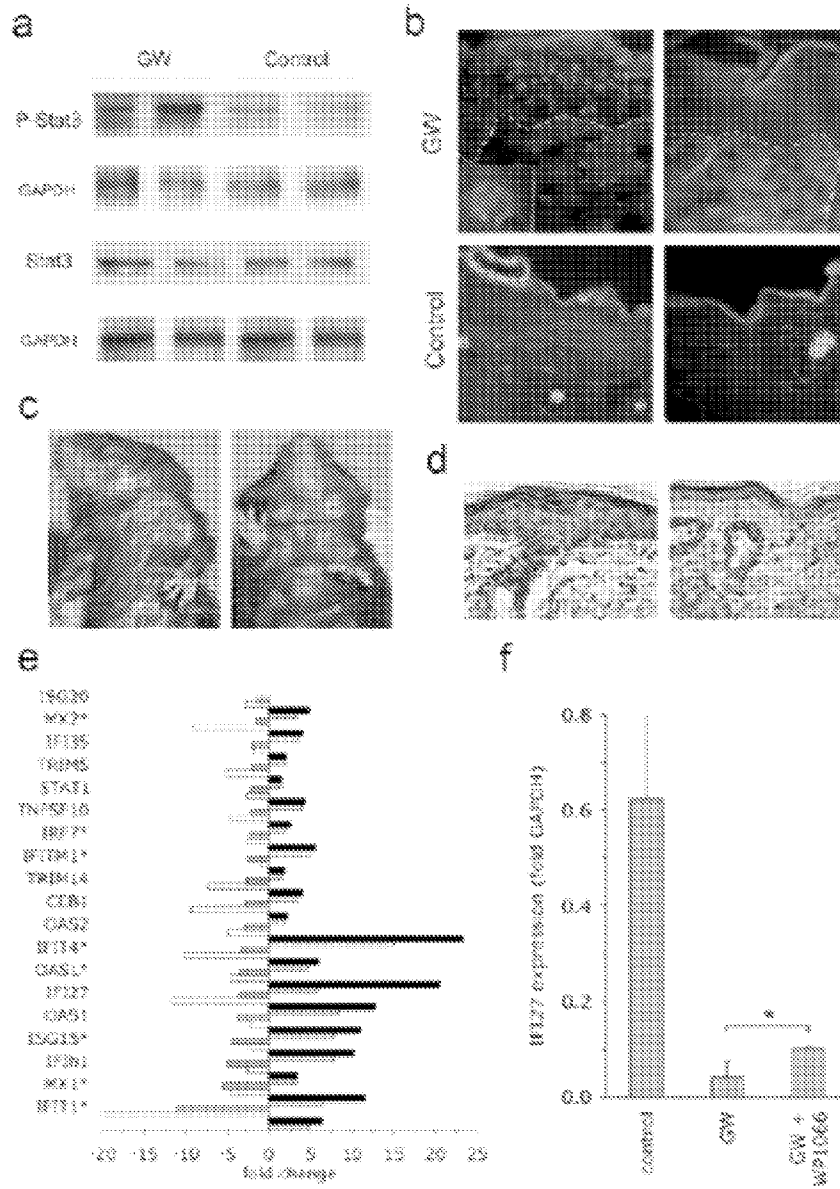 a
GW Control
P-Stat3
GAPDH
Stat3
GAPDH
b
GW
Control
c
d
e
ISG20
MX2*
IFI35
TRIM5
STAT1
TNFSF10
IRF7*
IFITM1*
TRIM14
CEB1
OAS2
IFIT4*
OASL*
IFI27
OAS1
ISG15*
IFIh1
MX1*
IFIT1*
-20 -15 -10 -5 0 5 10 15 20 25
fold change
f
IFI27 expression (fold GAPDH)
0.8
0.6
0.4
0.2
0.0
*
control
GW
GW +
WP1066